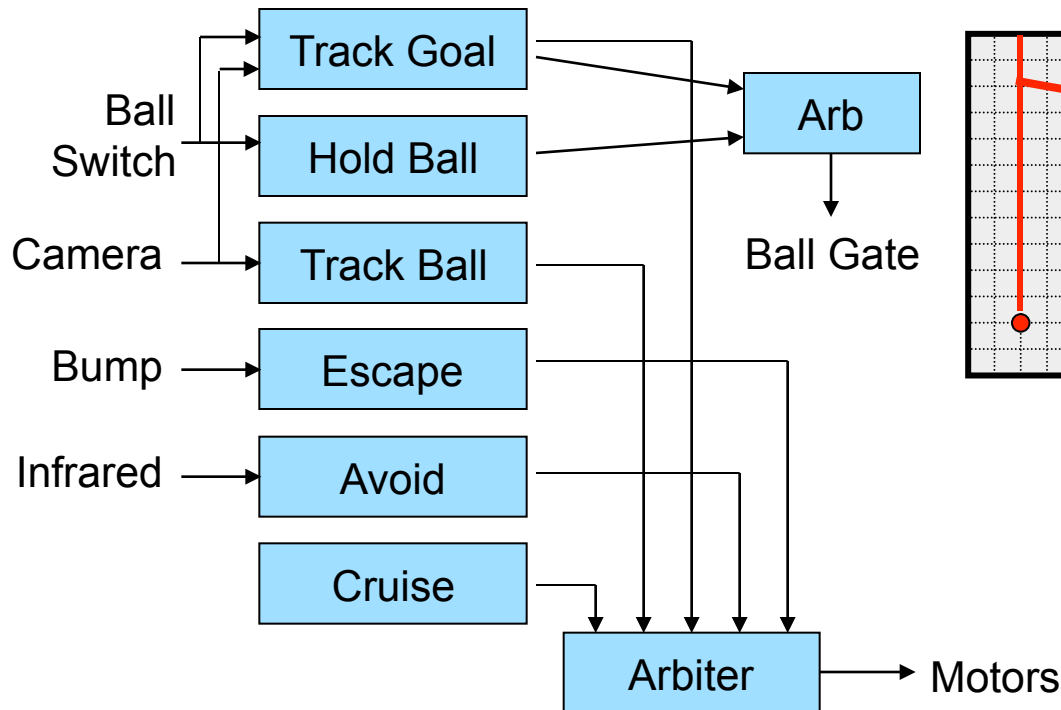 Track Goal
Ball
Switch
Arb
Hold Ball
Camera
Track Ball
Ball Gate
Bump
Escape
Infrared
Avoid
Cruise
Arbiter
Motors